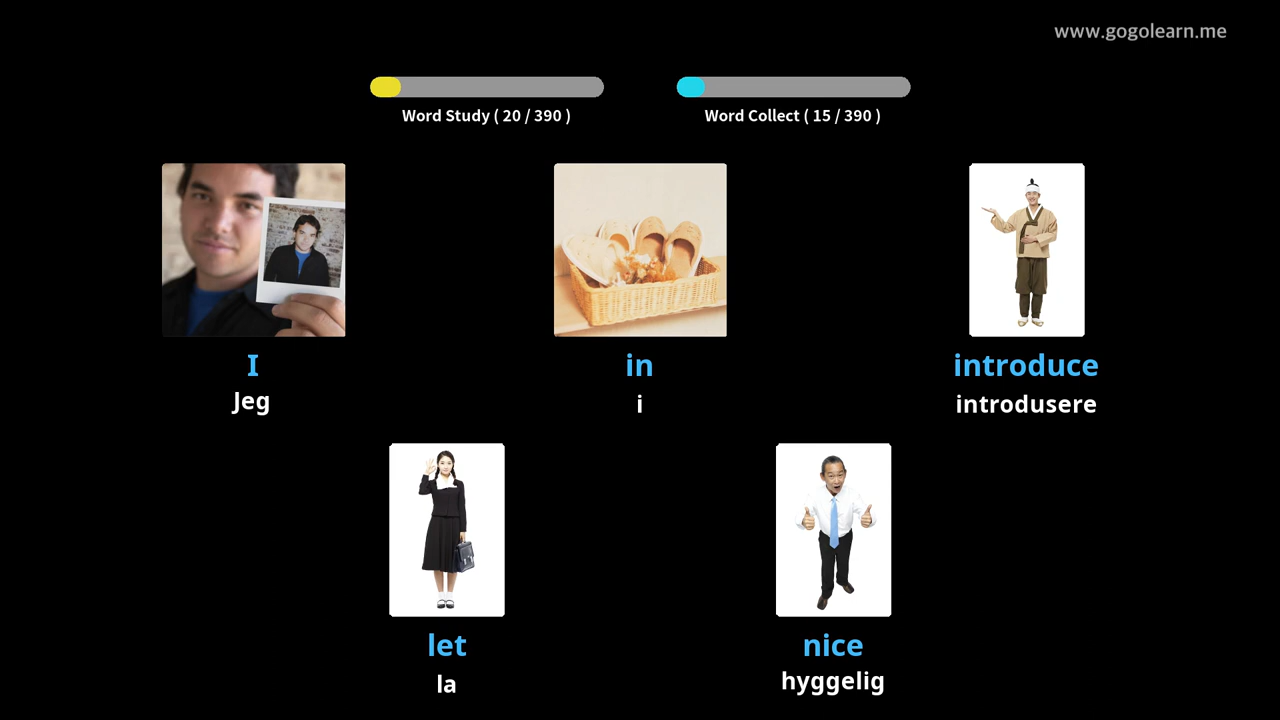 www.gogolearn.me
Word Study ( 20 / 390 )
Word Collect ( 15 / 390 )
I
in
introduce
Jeg
i
introdusere
let
nice
la
hyggelig